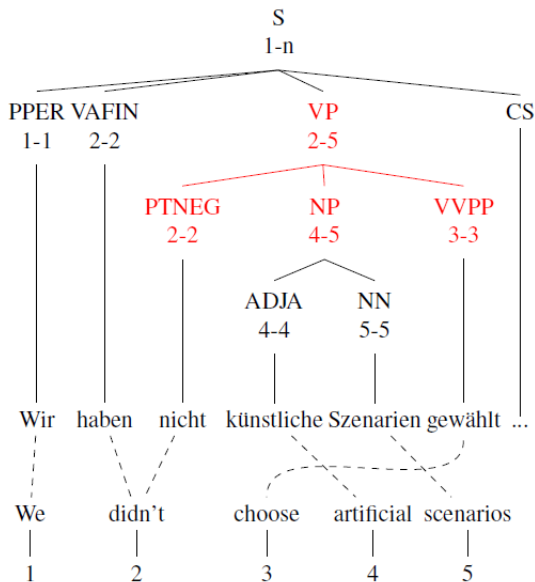 S
1-n
PPER VAFIN VP CS
1-1 2-2 2-5
PTNEG NP VVPP
2-2 4-5 3-3
ADJA NN
4-4 5-5
Wir haben nicht künstliche Szenarien gewählt ...
We didn't choose artificial scenarios
1 2 3 4 5